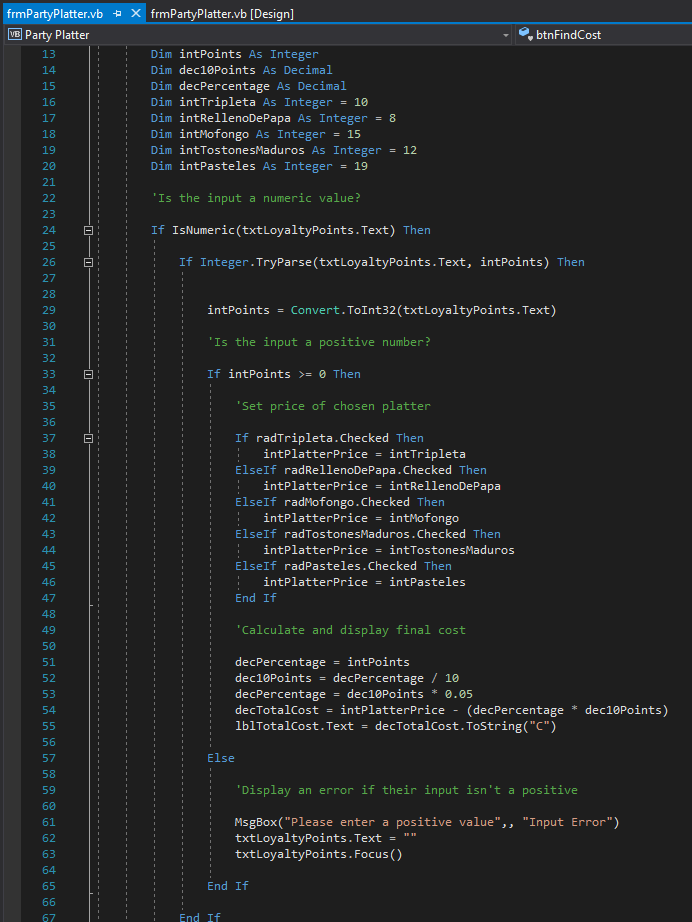 frmPartyPlatter.vb frmPartyPlatter.vb [Design]
VB Party Platter btnFindCost
13 Dim intPoints As Integer
14 Dim dec10Points As Decimal
15 Dim decPercentage As Decimal
16 Dim intTripleta As Integer = 10
17 Dim intRellenoDePapa As Integer = 8
18 Dim intMofongo As Integer = 15
19 Dim intTostonesMaduros As Integer = 12
20 Dim intPasteles As Integer = 19
21
22 'Is the input a numeric value?
23
24 If IsNumeric(txtLoyaltyPoints.Text) Then
25
26 If Integer.TryParse(txtLoyaltyPoints.Text, intPoints) Then
27
28
29 intPoints = Convert.ToInt32(txtLoyaltyPoints.Text)
30
31 'Is the input a positive number?
32
33 If intPoints >= 0 Then
34
35 'Set price of chosen platter
36
37 If radTripleta.Checked Then
38 intPlatterPrice = intTripleta
39 ElseIf radRellenoDePapa.Checked Then
40 intPlatterPrice = intRellenoDePapa
41 ElseIf radMofongo.Checked Then
42 intPlatterPrice = intMofongo
43 ElseIf radTostonesMaduros.Checked Then
44 intPlatterPrice = intTostonesMaduros
45 ElseIf radPasteles.Checked Then
46 intPlatterPrice = intPasteles
47 End If
48
49 'Calculate and display final cost
50
51 decPercentage = intPoints
52 dec10Points = decPercentage / 10
53 decPercentage = dec10Points * 0.05
54 decTotalCost = intPlatterPrice - (decPercentage * dec10Points)
55 lblTotalCost.Text = decTotalCost.ToString("C")
56
57 Else
58
59 'Display an error if their input isn't a positive
60
61 MsgBox("Please enter a positive value",, "Input Error")
62 txtLoyaltyPoints.Text = ""
63 txtLoyaltyPoints.Focus()
64
65 End If
66
67 End If